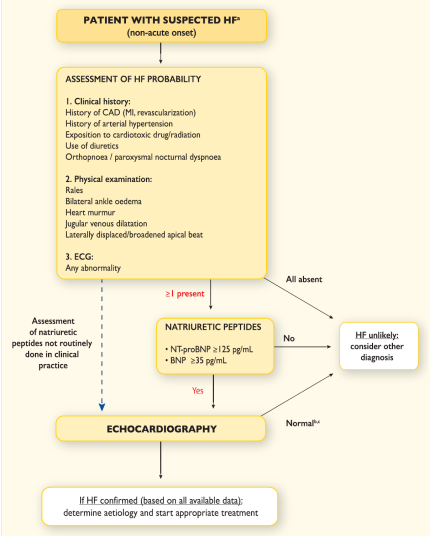 PATIENT WITH SUSPECTED HFᵃ
(non-acute onset)
ASSESSMENT OF HF PROBABILITY
1. Clinical history:
History of CAD (MI, revascularization)
History of arterial hypertension
Exposition to cardiotoxic drug/radiation
Use of diuretics
Orthopnoea / paroxysmal nocturnal dyspnoea
2. Physical examination:
Rales
Bilateral ankle oedema
Heart murmur
Jugular venous dilatation
Laterally displaced/broadened apical beat
3. ECG:
Any abnormality
≥1 present
All absent
Assessment
of natriuretic
peptides not routinely
done in clinical
practice
NATRIURETIC PEPTIDES
• NT-proBNP ≥125 pg/mL
• BNP ≥35 pg/mL
No
HF unlikely:
consider other
diagnosis
Yes
ECHOCARDIOGRAPHY
Normalᵇ,ᶜ
If HF confirmed (based on all available data):
determine aetiology and start appropriate treatment